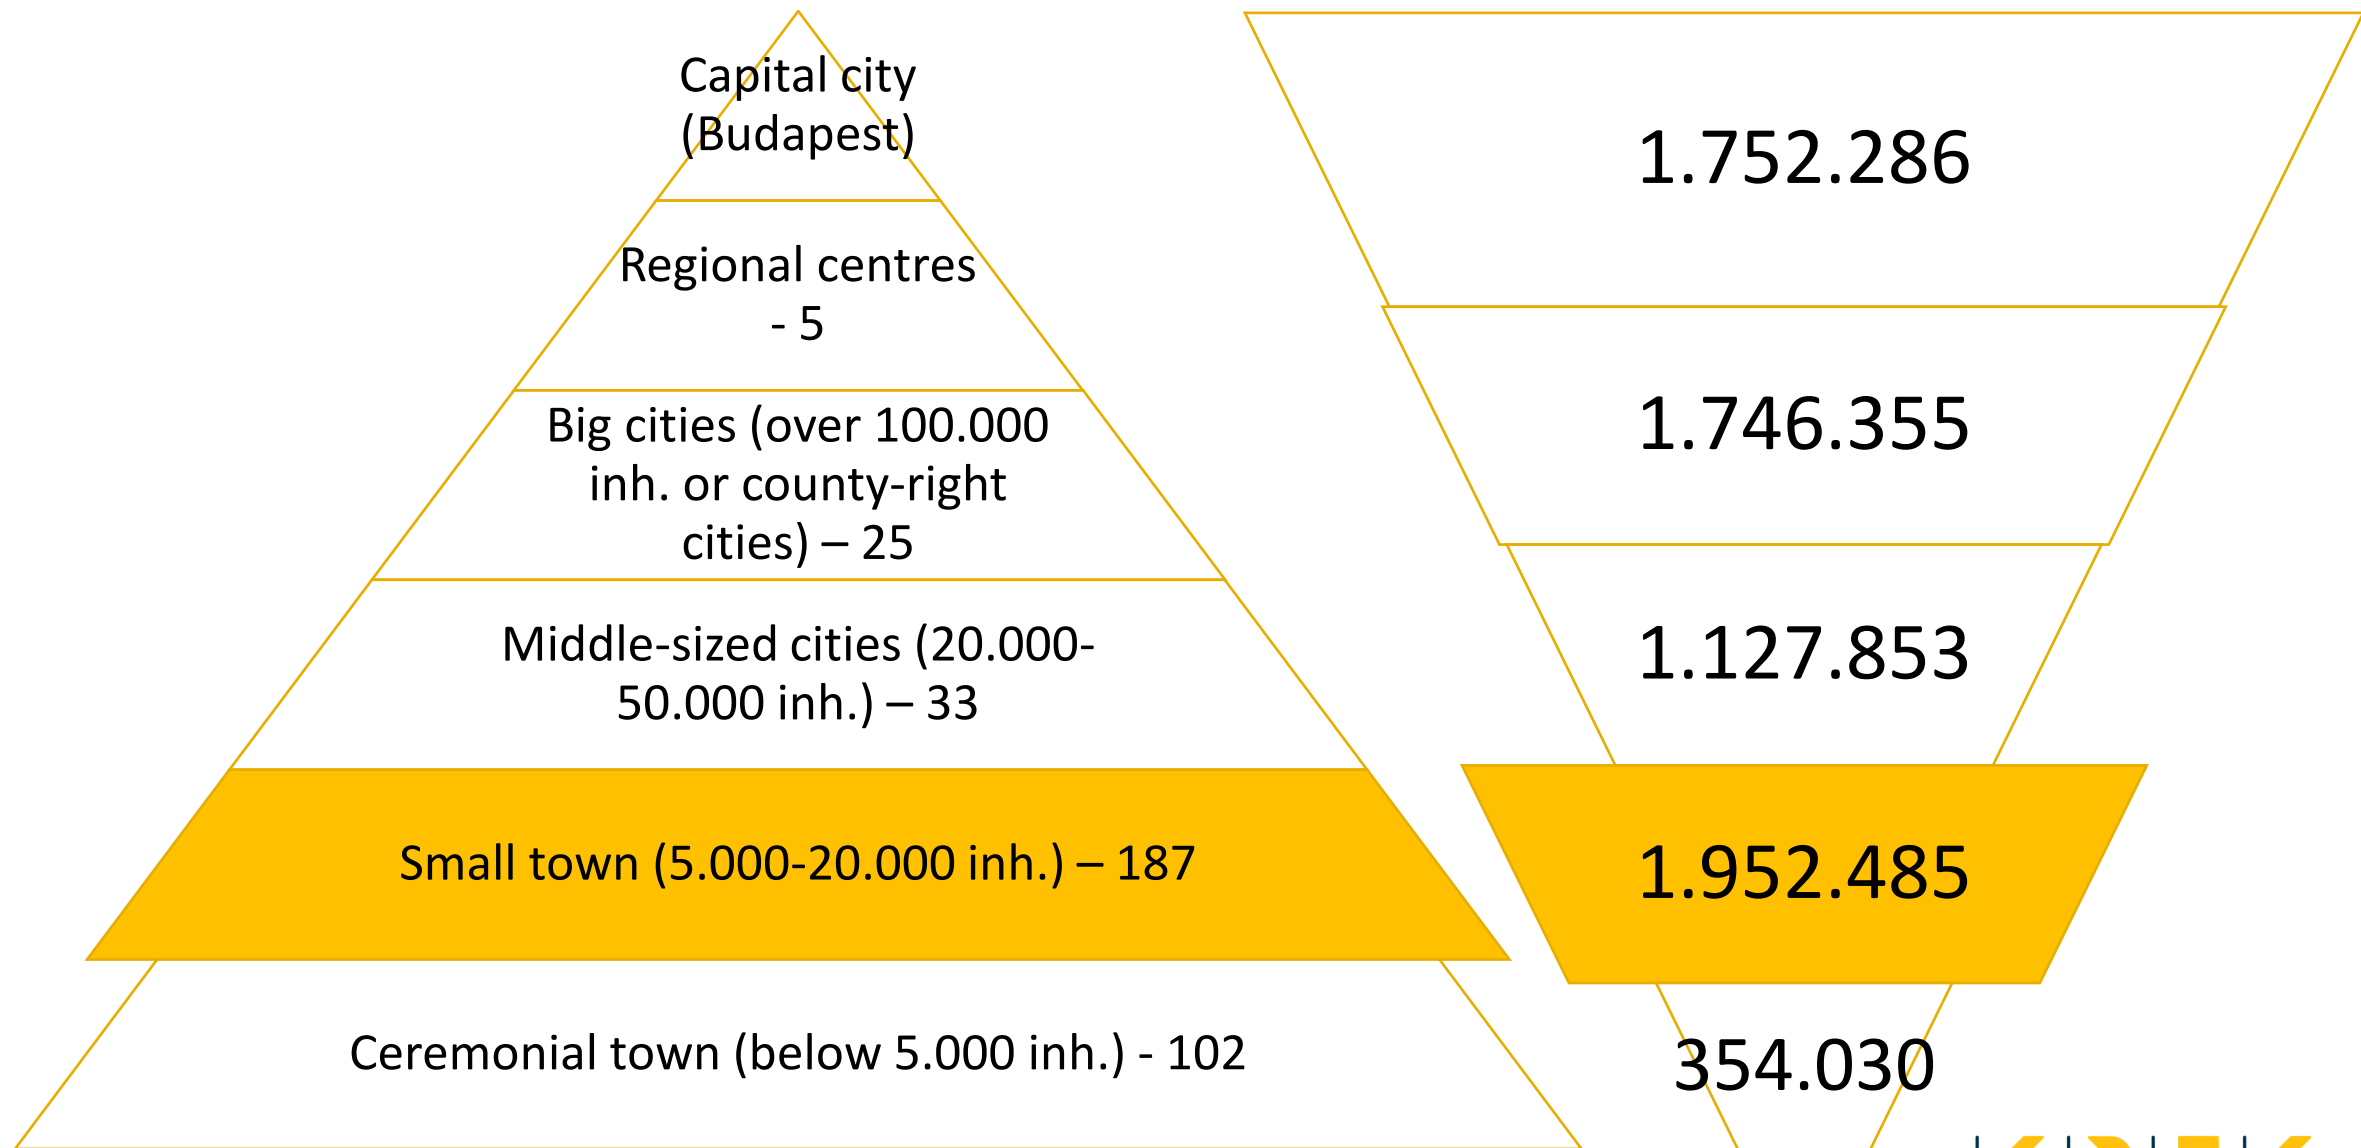 Capital city
(Budapest)
Regional centres
- 5
Big cities (over 100.000
inh. or county-right
cities) – 25
Middle-sized cities (20.000-
50.000 inh.) – 33
Small town (5.000-20.000 inh.) – 187
Ceremonial town (below 5.000 inh.) - 102
1.752.286
1.746.355
1.127.853
1.952.485
354.030